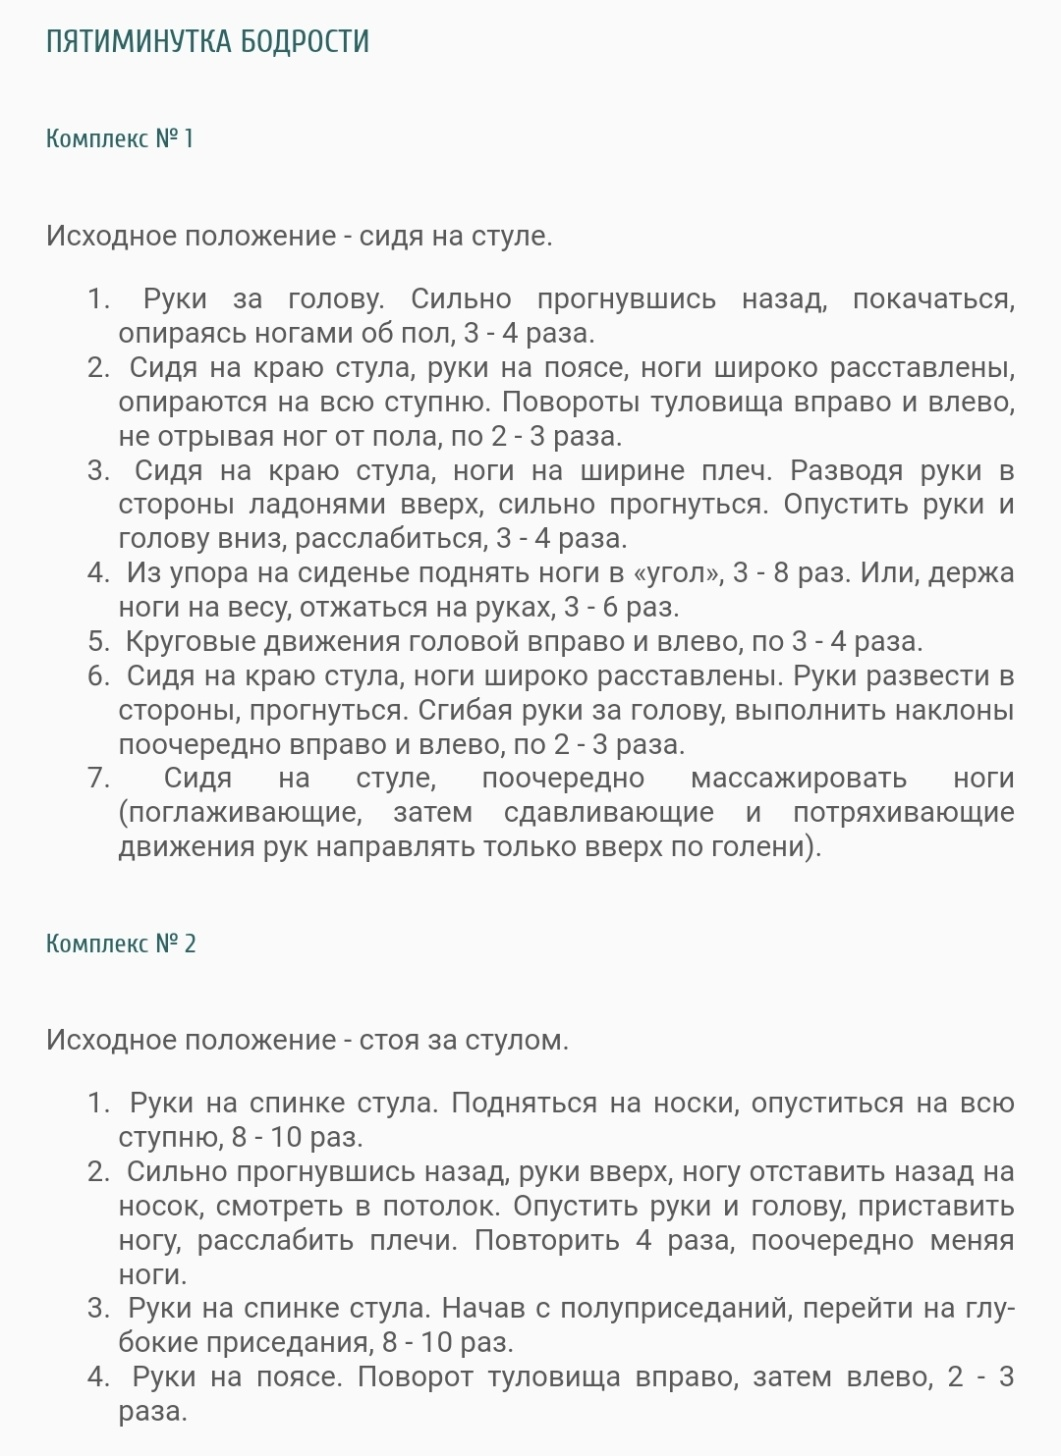 ПЯТИМИНУТКА БОДРОСТИ
Комплекс № 1
Исходное положение - сидя на стуле.
1. Руки за голову. Сильно прогнувшись назад, покачаться,
опираясь ногами об пол, 3 - 4 раза.
2. Сидя на краю стула, руки на поясе, ноги широко расставлены,
опираются на всю ступню. Повороты туловища вправо и влево,
не отрывая ног от пола, по 2 - 3 раза.
3. Сидя на краю стула, ноги на ширине плеч. Разводя руки в
стороны ладонями вверх, сильно прогнуться. Опустить руки и
голову вниз, расслабиться, 3 - 4 раза.
4. Из упора на сиденье поднять ноги в «угол», 3 - 8 раз. Или, держа
ноги на весу, отжаться на руках, 3 - 6 раз.
5. Круговые движения головой вправо и влево, по 3 - 4 раза.
6. Сидя на краю стула, ноги широко расставлены. Руки развести в
стороны, прогнуться. Сгибая руки за голову, выполнить наклоны
поочередно вправо и влево, по 2 - 3 раза.
7. Сидя на стуле, поочередно массажировать ноги
(поглаживающие, затем сдавливающие и потряхивающие
движения рук направлять только вверх по голени).
Комплекс № 2
Исходное положение - стоя за стулом.
1. Руки на спинке стула. Подняться на носки, опуститься на всю
ступню, 8 - 10 раз.
2. Сильно прогнувшись назад, руки вверх, ногу отставить назад на
носок, смотреть в потолок. Опустить руки и голову, приставить
ногу, расслабить плечи. Повторить 4 раза, поочередно меняя
ноги.
3. Руки на спинке стула. Начав с полуприседаний, перейти на глу-
бокие приседания, 8 - 10 раз.
4. Руки на поясе. Поворот туловища вправо, затем влево, 2 - 3
раза.